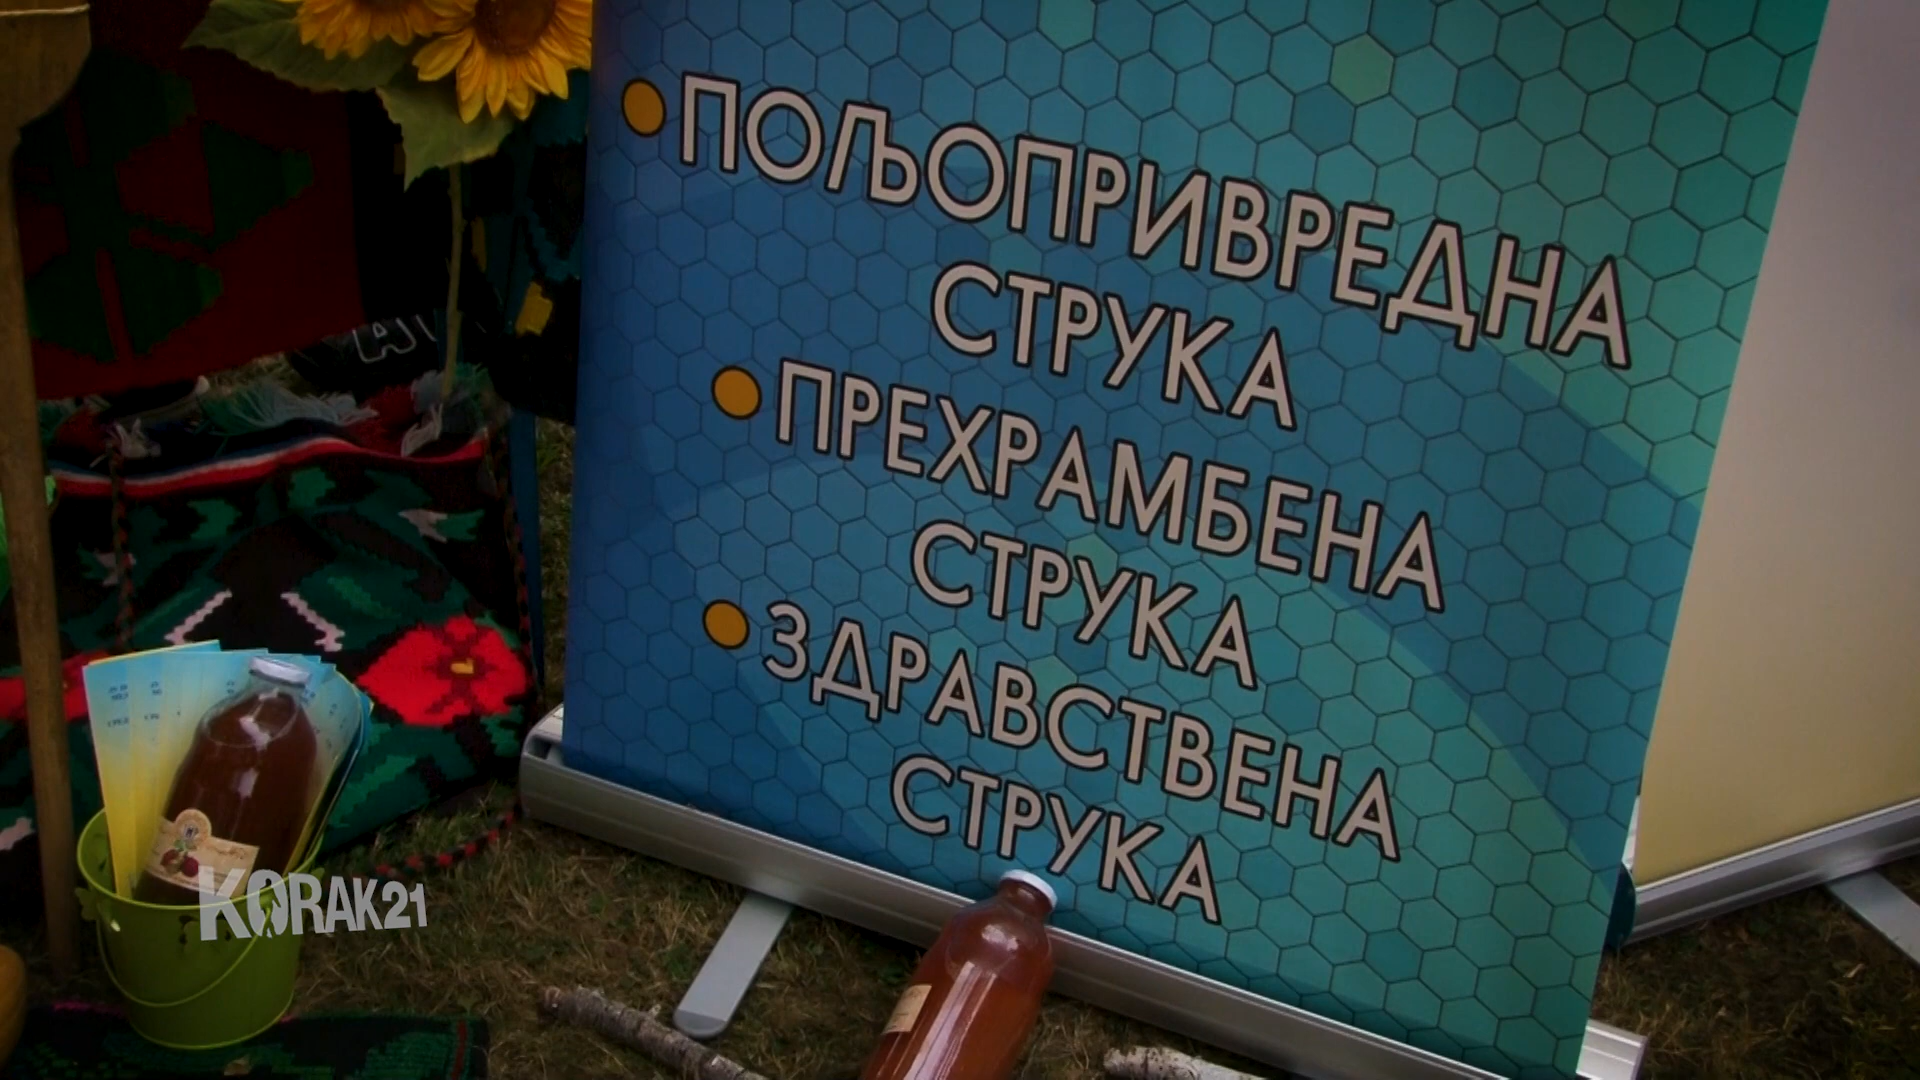 ПОЉОПРИВРЕДНА
СТРУКА
ПРЕХРАМБЕНА
СТРУКА
ЗДРАВСТВЕНА
СТРУКА
KORAK21